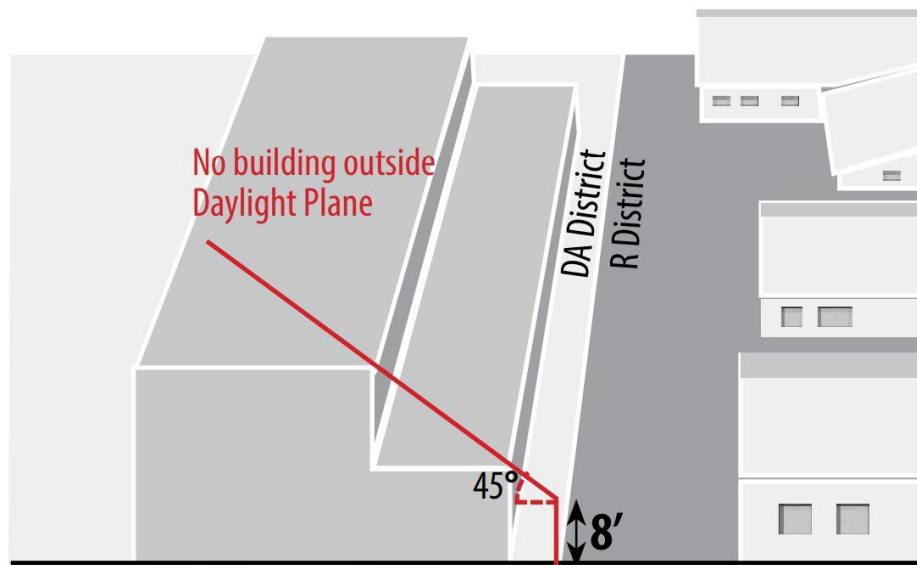 No building outside
Daylight Plane
DA District
R District
45°
8′